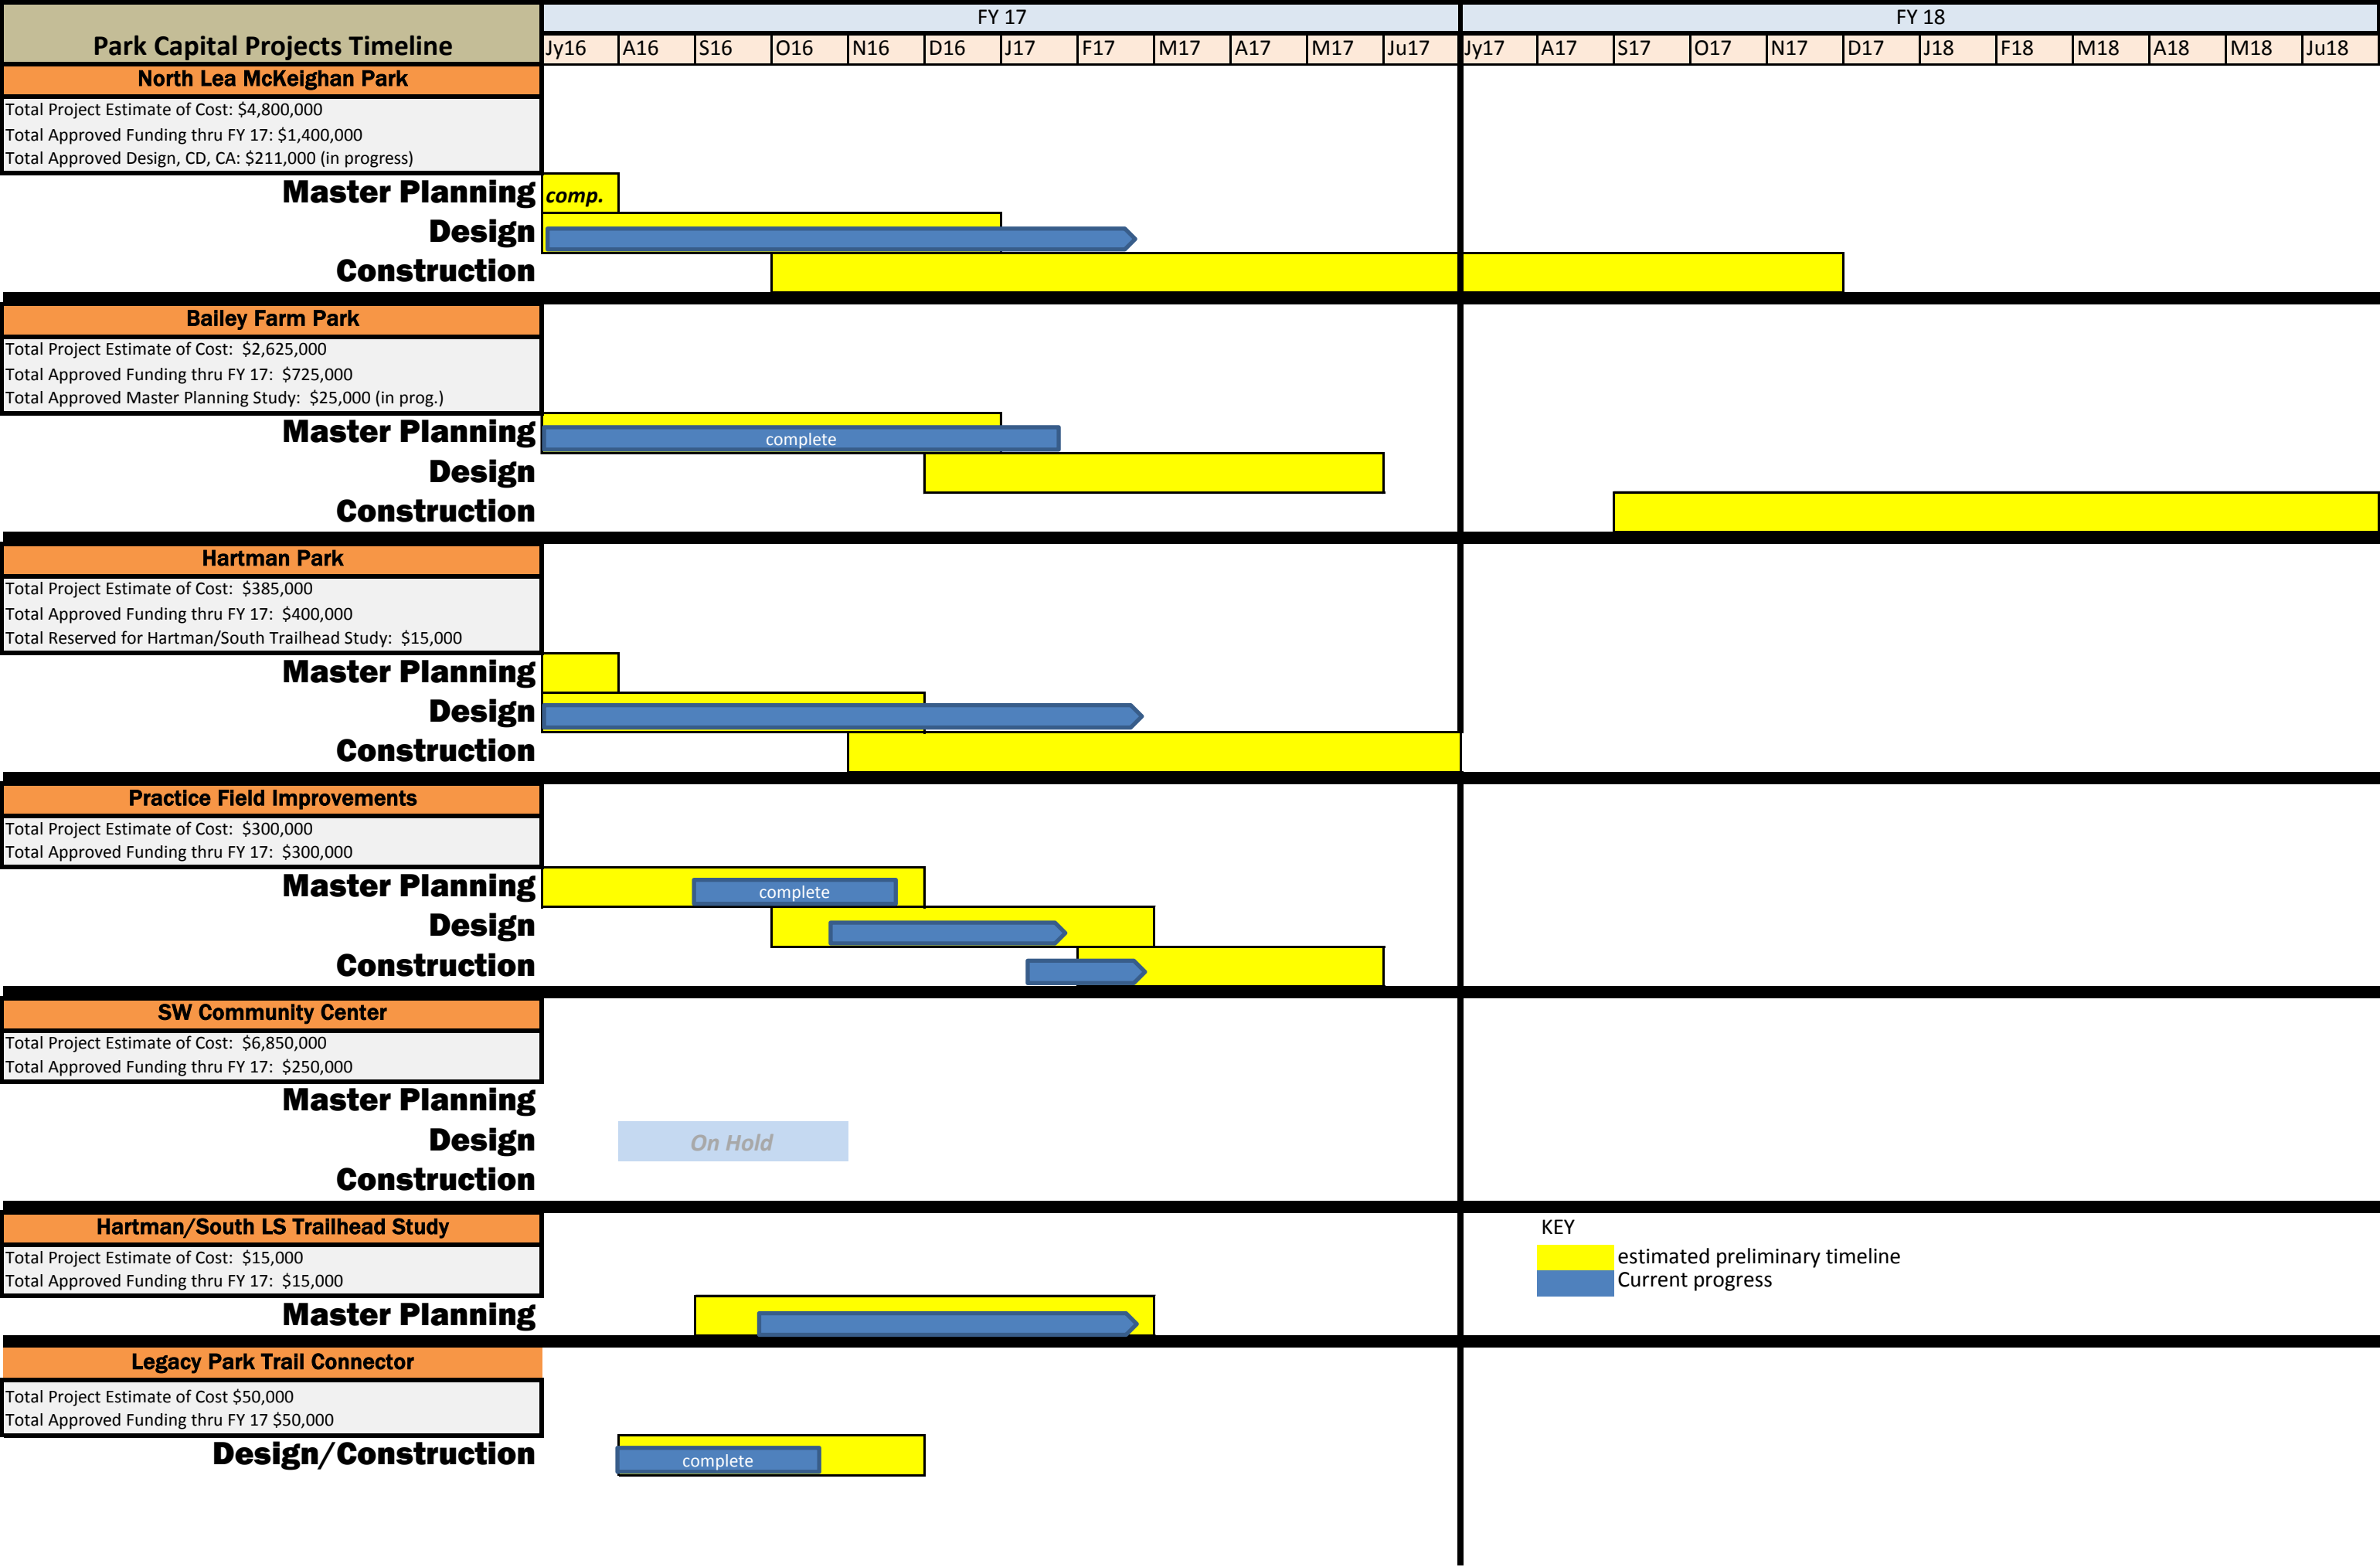 FY 17
FY 18
Park Capital Projects Timeline
Jy16 A16 S16 O16 N16 D16 J17 F17 M17 A17 M17 Ju17 Jy17 A17 S17 O17 N17 D17 J18 F18 M18 A18 M18 Ju18
North Lea McKeighan Park
Total Project Estimate of Cost: $4,800,000
Total Approved Funding thru FY 17: $1,400,000
Total Approved Design, CD, CA: $211,000 (in progress)
Master Planning
comp.
Design
Construction
Bailey Farm Park
Total Project Estimate of Cost:  $2,625,000
Total Approved Funding thru FY 17:  $725,000
Total Approved Master Planning Study:  $25,000 (in prog.)
Master Planning
complete
Design
Construction
Hartman Park
Total Project Estimate of Cost:  $385,000
Total Approved Funding thru FY 17:  $400,000
Total Reserved for Hartman/South Trailhead Study:  $15,000
Master Planning
Design
Construction
Practice Field Improvements
Total Project Estimate of Cost:  $300,000
Total Approved Funding thru FY 17:  $300,000
Master Planning
complete
Design
Construction
SW Community Center
Total Project Estimate of Cost:  $6,850,000
Total Approved Funding thru FY 17:  $250,000
Master Planning
Design
On Hold
Construction
Hartman/South LS Trailhead Study
Total Project Estimate of Cost:  $15,000
Total Approved Funding thru FY 17:  $15,000
Master Planning
KEY
estimated preliminary timeline
Current progress
Legacy Park Trail Connector
Total Project Estimate of Cost $50,000
Total Approved Funding thru FY 17 $50,000
Design/Construction
complete